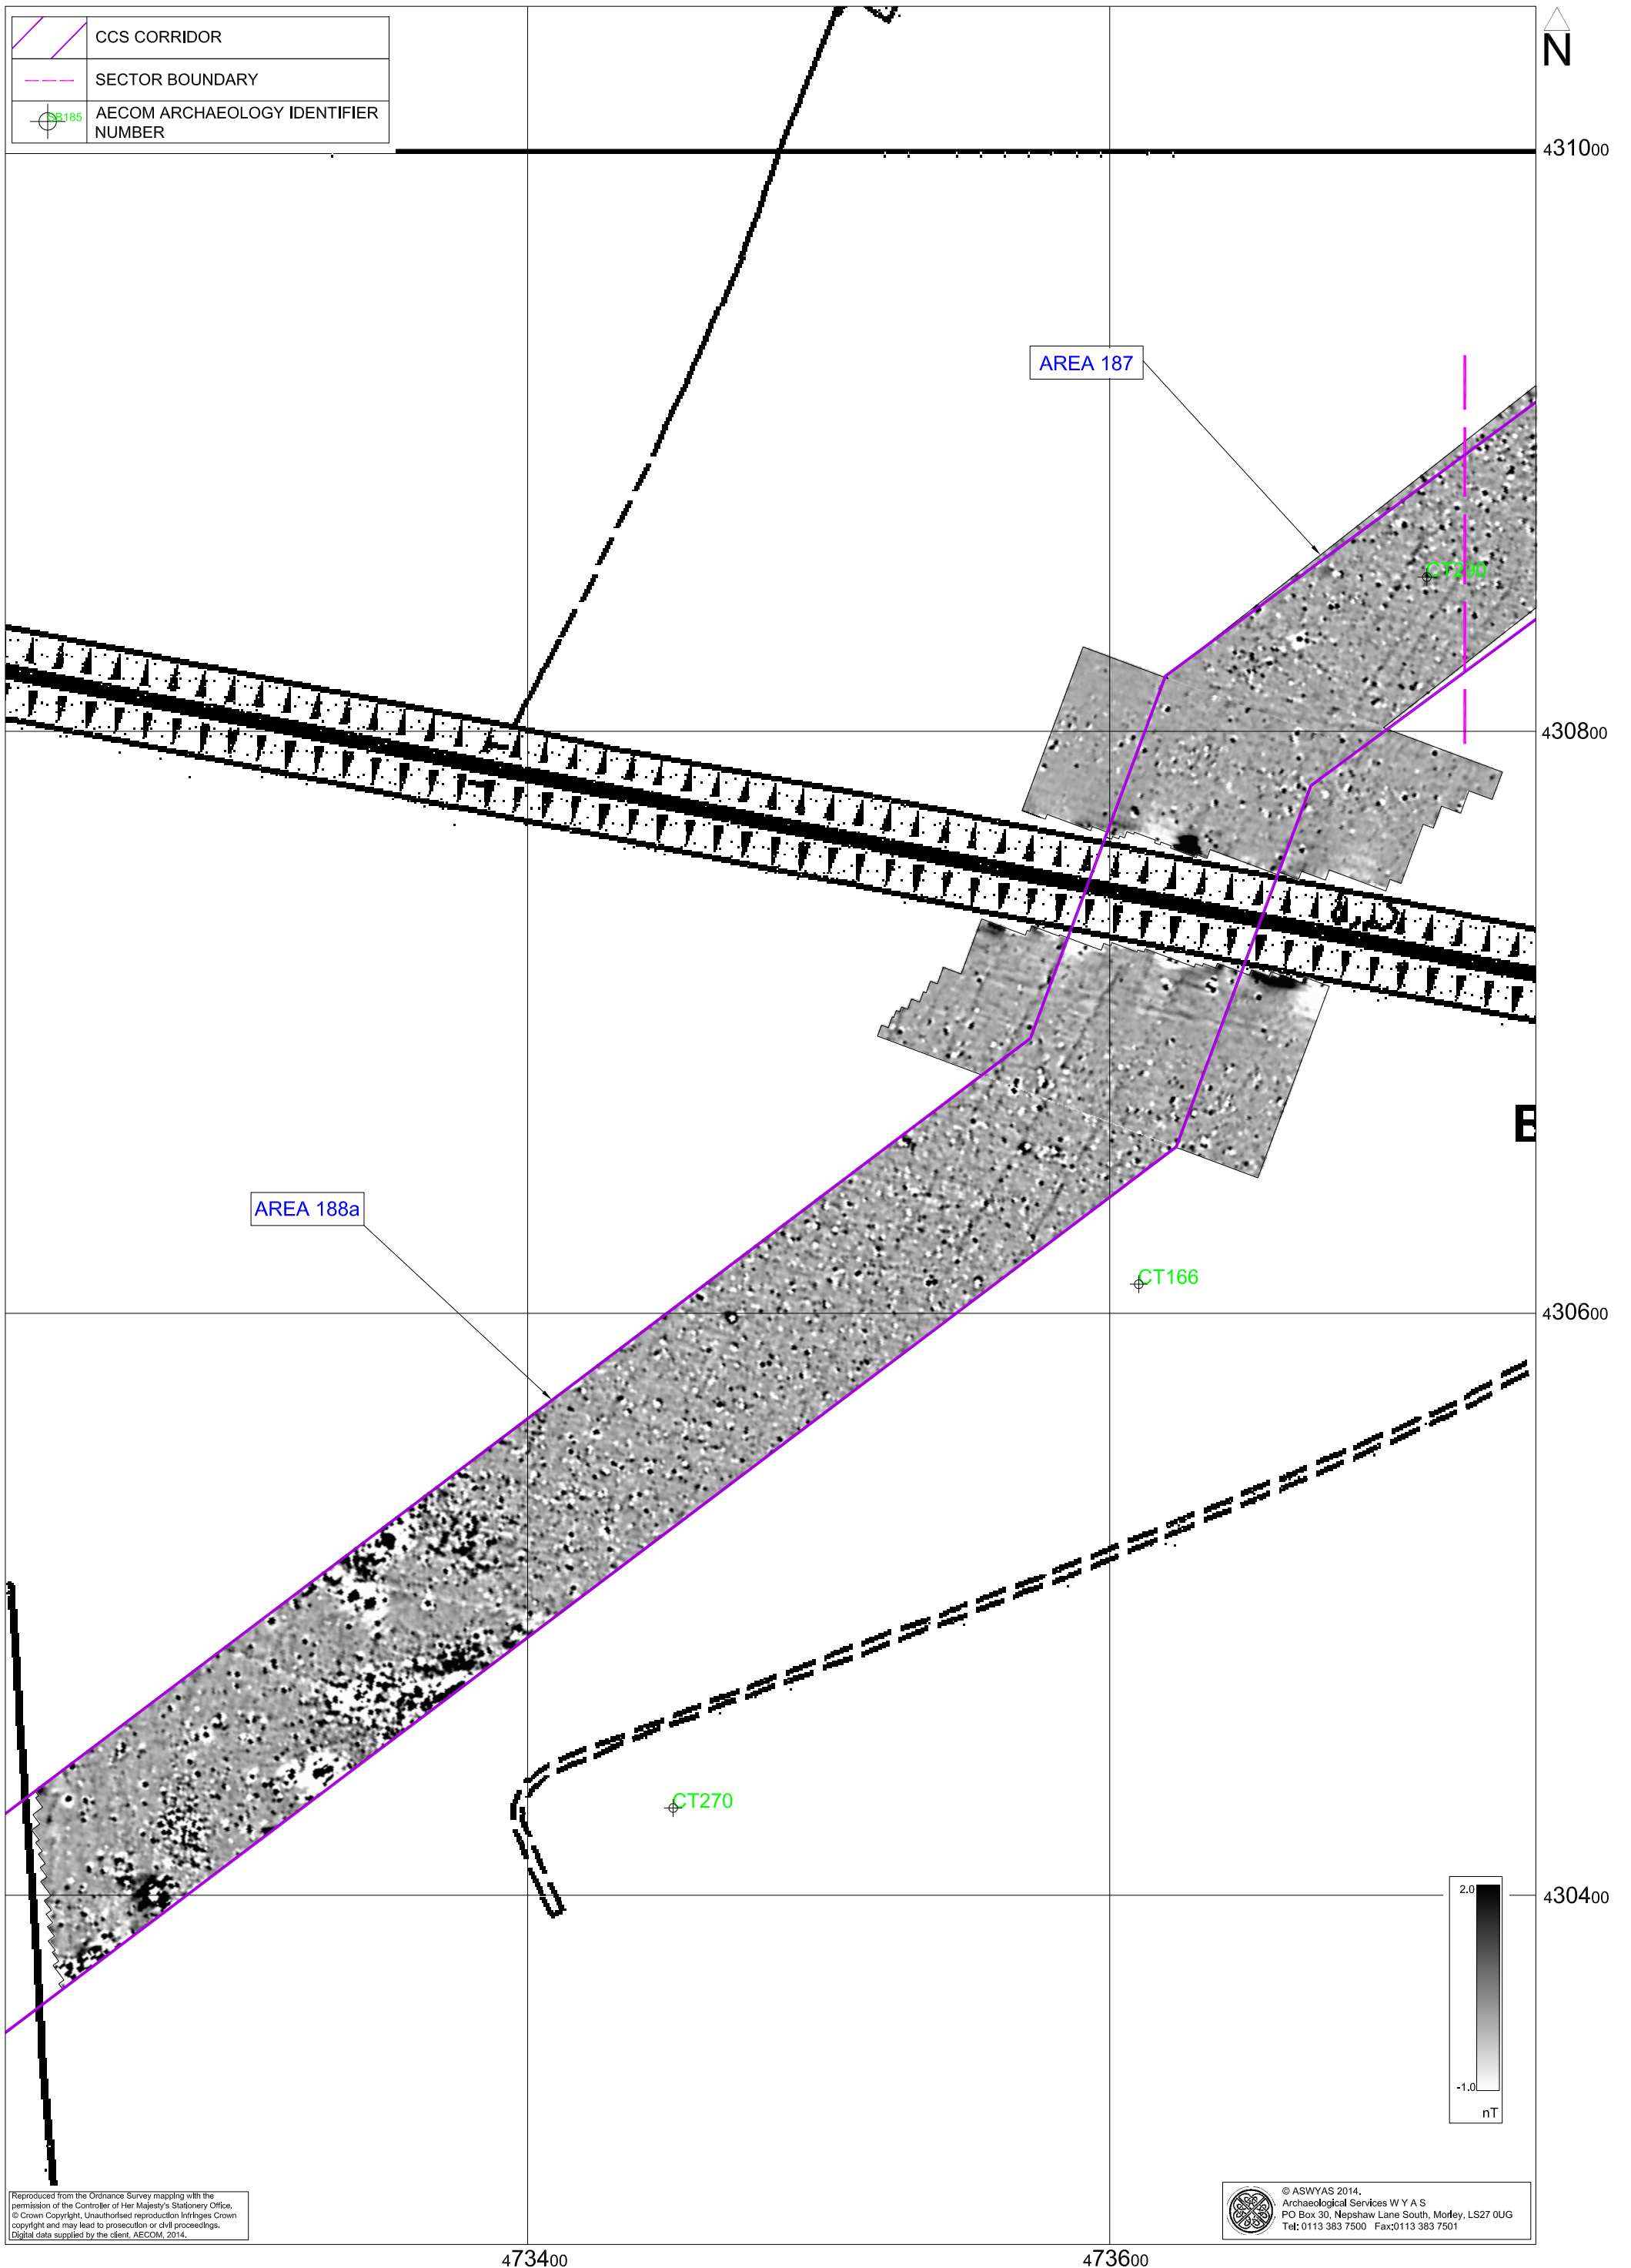 CCS CORRIDOR
SECTOR BOUNDARY
SB185
AECOM ARCHAEOLOGY IDENTIFIER
NUMBER
N
431000
AREA 187
CT290
430800
B
AREA 188a
CT166
430600
CT270
430400
2.0
-1.0
nT
Reproduced from the Ordnance Survey mapping with the
permission of the Controller of Her Majesty's Stationery Office.
© Crown Copyright. Unauthorised reproduction infringes Crown
copyright and may lead to prosecution or civil proceedings.
Digital data supplied by the client, AECOM, 2014.
© ASWYAS 2014.
Archaeological Services W Y A S
PO Box 30, Nepshaw Lane South, Morley, LS27 0UG
Tel: 0113 383 7500 Fax:0113 383 7501
473400
473600